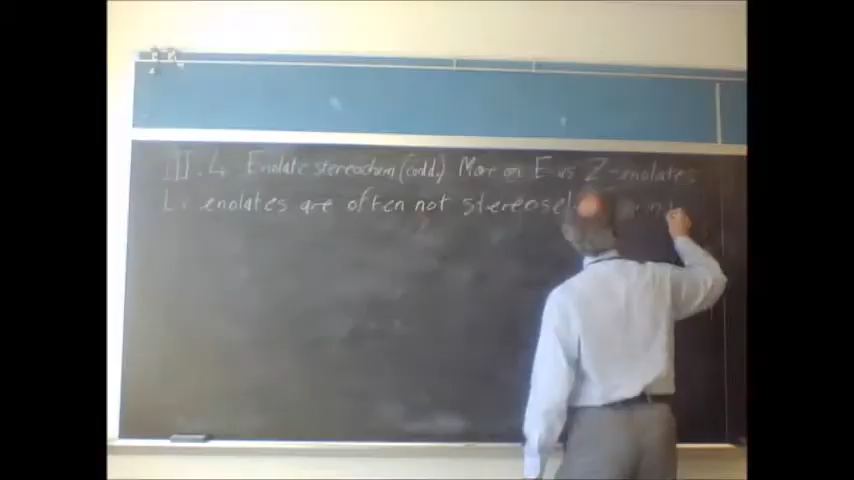 III.4 Enolate stereochem (contd.) More on E vs Z-enolates
Li enolates are often not stereosel